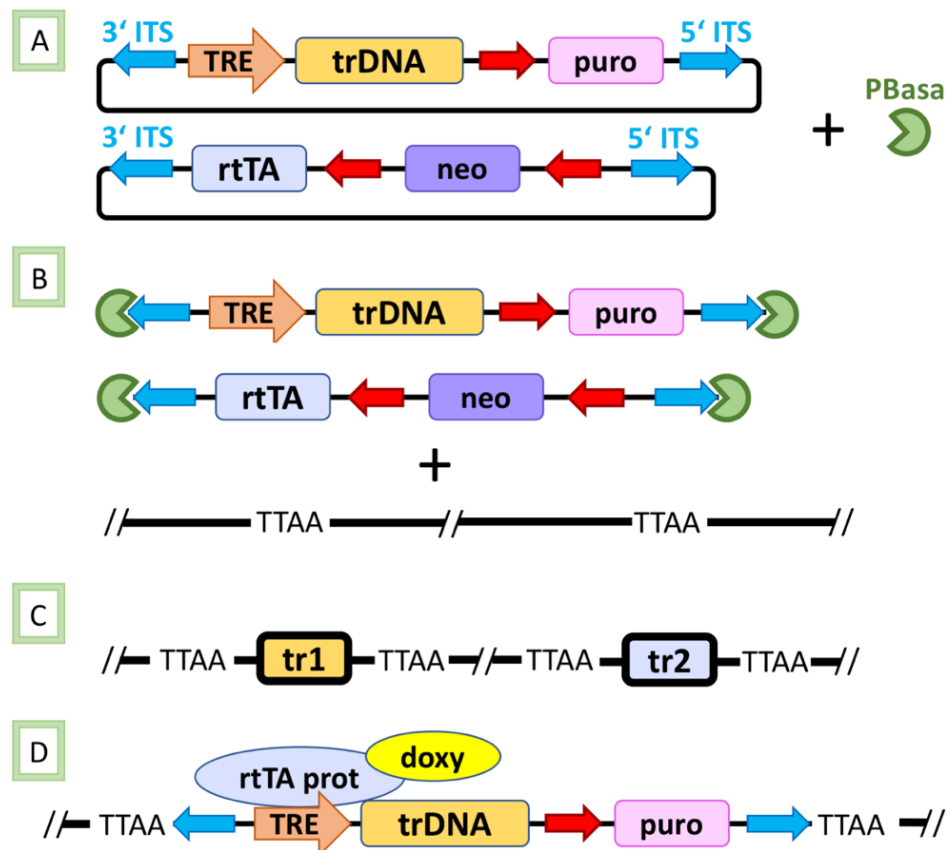 A
3‘ ITS
5‘ ITS
TRE
trDNA
puro
PBasa
+
3‘ ITS
5‘ ITS
rtTA
neo
B
TRE
trDNA
puro
rtTA
neo
+
// TTAA // TTAA //
C
// TTAA tr1 TTAA // TTAA tr2 TTAA //
D
doxy
rtTA prot
// TTAA TRE trDNA puro TTAA //